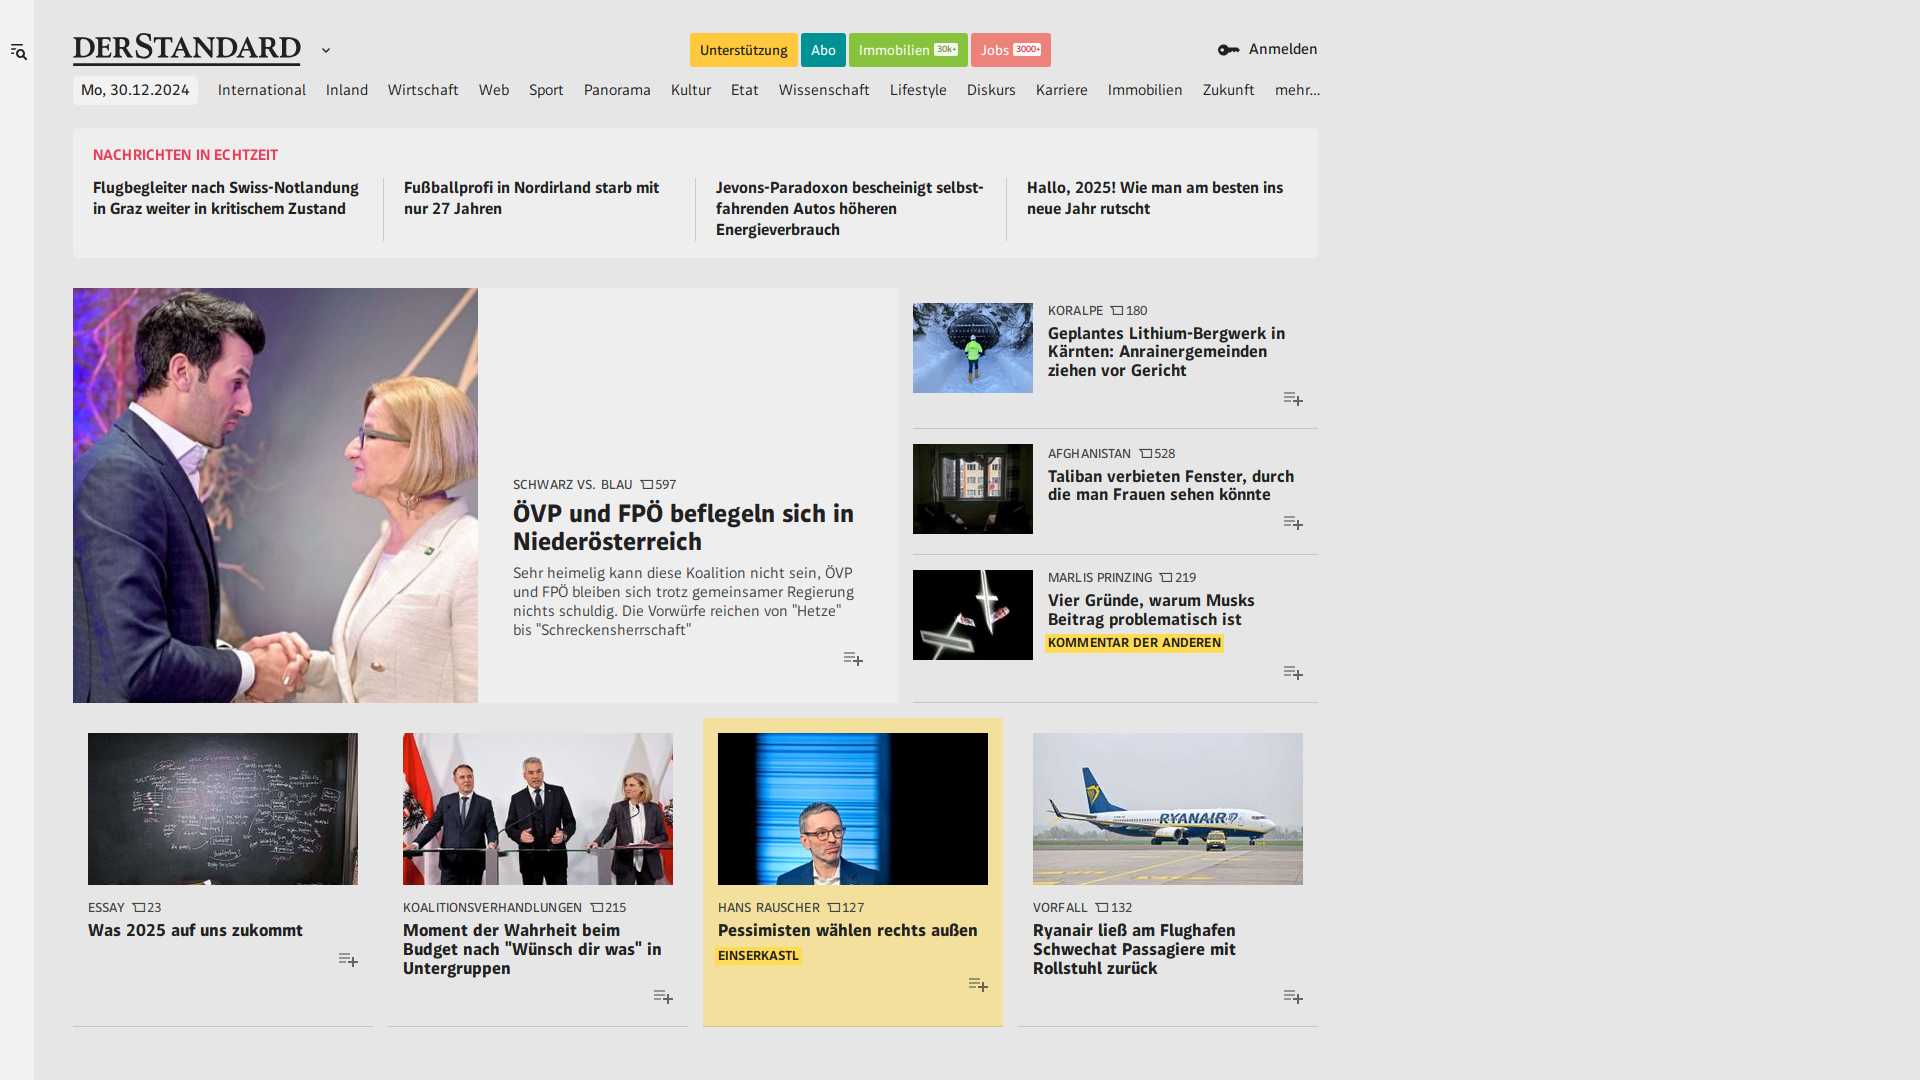 DERSTANDARD
Unterstützung
Abo
Immobilien 30k+
Jobs 3000+
Anmelden
Mo, 30.12.2024
International
Inland
Wirtschaft
Web
Sport
Panorama
Kultur
Etat
Wissenschaft
Lifestyle
Diskurs
Karriere
Immobilien
Zukunft
mehr...
NACHRICHTEN IN ECHTZEIT
Flugbegleiter nach Swiss-Notlandung
in Graz weiter in kritischem Zustand
Fußballprofi in Nordirland starb mit
nur 27 Jahren
Jevons-Paradoxon bescheinigt selbst-
fahrenden Autos höheren
Energieverbrauch
Hallo, 2025! Wie man am besten ins
neue Jahr rutscht
SCHWARZ VS. BLAU 597
ÖVP und FPÖ beflegeln sich in
Niederösterreich
Sehr heimelig kann diese Koalition nicht sein, ÖVP
und FPÖ bleiben sich trotz gemeinsamer Regierung
nichts schuldig. Die Vorwürfe reichen von "Hetze"
bis "Schreckensherrschaft"
KORALPE 180
Geplantes Lithium-Bergwerk in
Kärnten: Anrainergemeinden
ziehen vor Gericht
AFGHANISTAN 528
Taliban verbieten Fenster, durch
die man Frauen sehen könnte
MARLIS PRINZING 219
Vier Gründe, warum Musks
Beitrag problematisch ist
KOMMENTAR DER ANDEREN
ESSAY 23
Was 2025 auf uns zukommt
KOALITIONSVERHANDLUNGEN 215
Moment der Wahrheit beim
Budget nach "Wünsch dir was" in
Untergruppen
HANS RAUSCHER 127
Pessimisten wählen rechts außen
EINSERKASTL
RYANAIR
VORFALL 132
Ryanair ließ am Flughafen
Schwechat Passagiere mit
Rollstuhl zurück